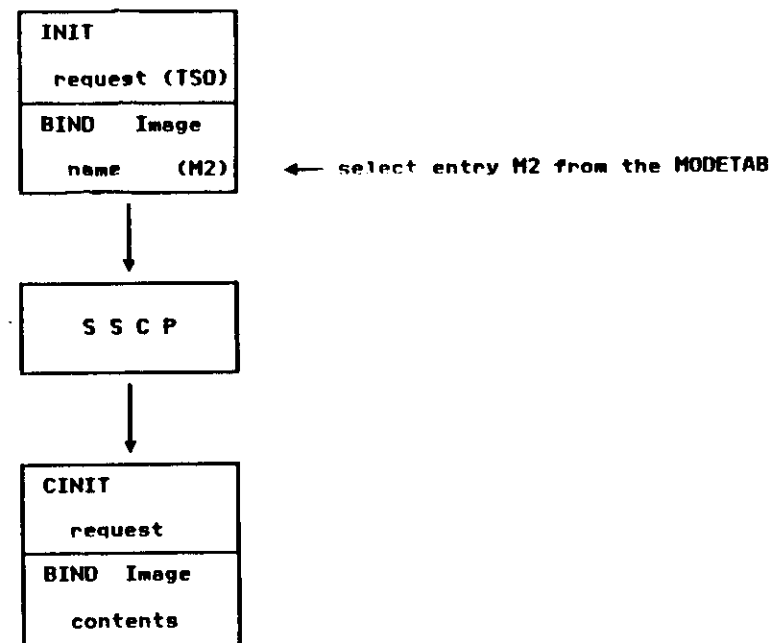 INIT
request (TSO)
BIND Image
name (M2)
select entry M2 from the MODETAB
S S C P
CINIT
request
BIND Image
contents